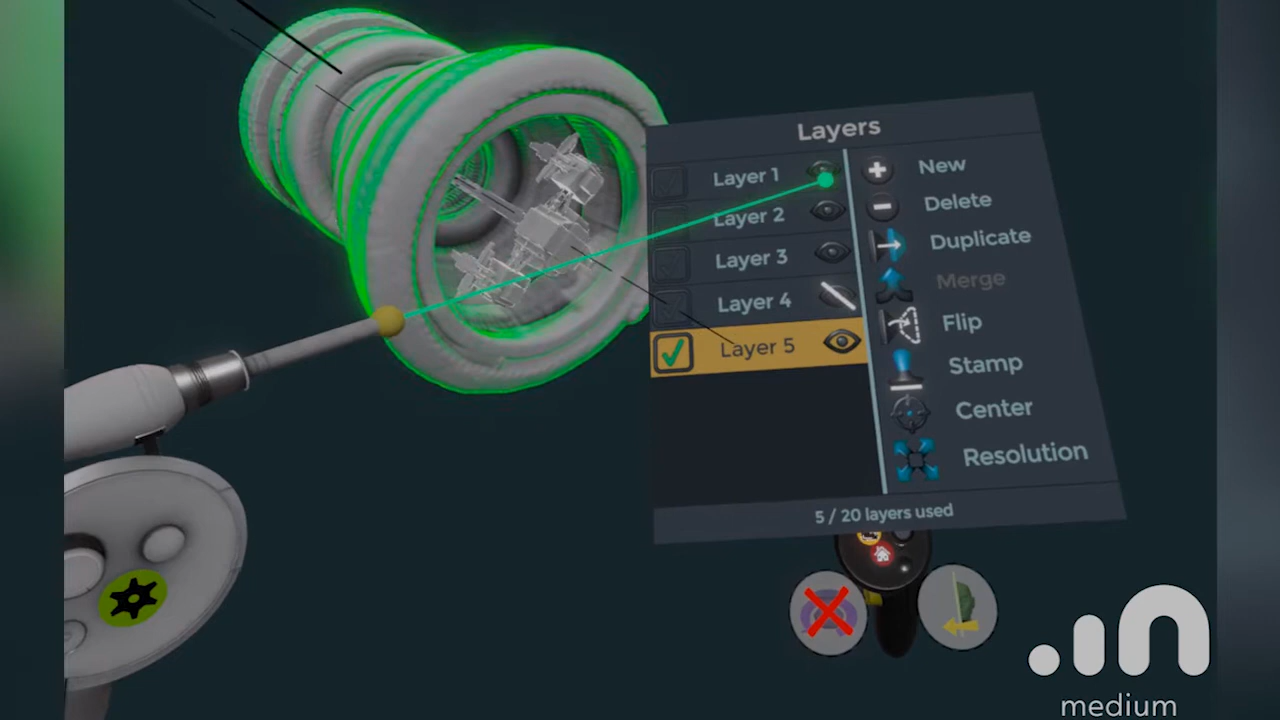 Layers
Layer 1
Layer 2
Layer 3
Layer 4
Layer 5
New
Delete
Duplicate
Merge
Flip
Stamp
Center
Resolution
5 / 20 layers used
medium